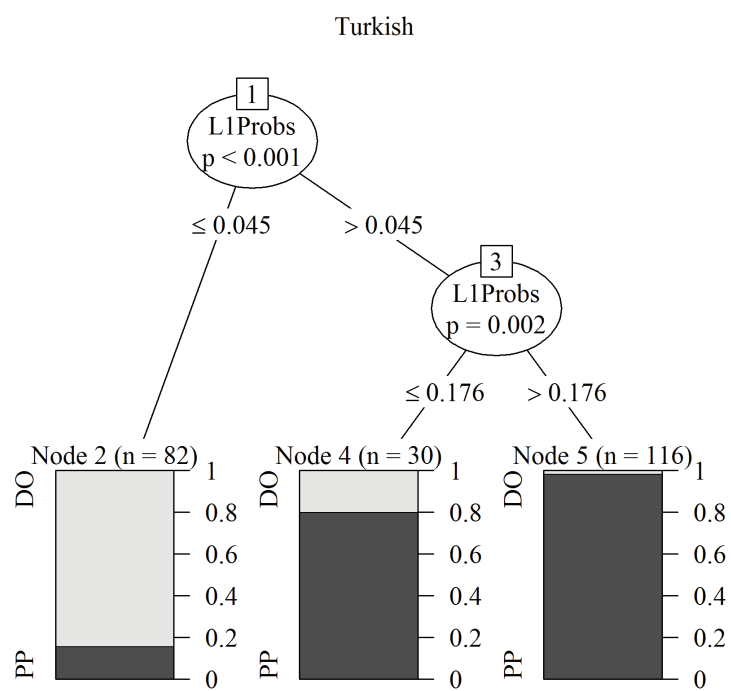 Turkish
1
L1Probs
p < 0.001
≤ 0.045
> 0.045
3
L1Probs
p = 0.002
≤ 0.176
> 0.176
Node 2 (n = 82)
DO
PP
1
0.8
0.6
0.4
0.2
0
Node 4 (n = 30)
DO
PP
1
0.8
0.6
0.4
0.2
0
Node 5 (n = 116)
DO
PP
1
0.8
0.6
0.4
0.2
0